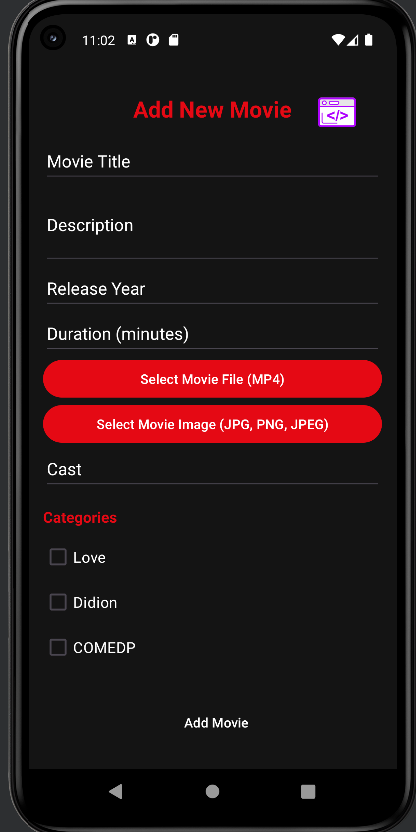 11:02
Add New Movie
</>
Movie Title
Description
Release Year
Duration (minutes)
Select Movie File (MP4)
Select Movie Image (JPG, PNG, JPEG)
Cast
Categories
Love
Didion
COMEDP
Add Movie